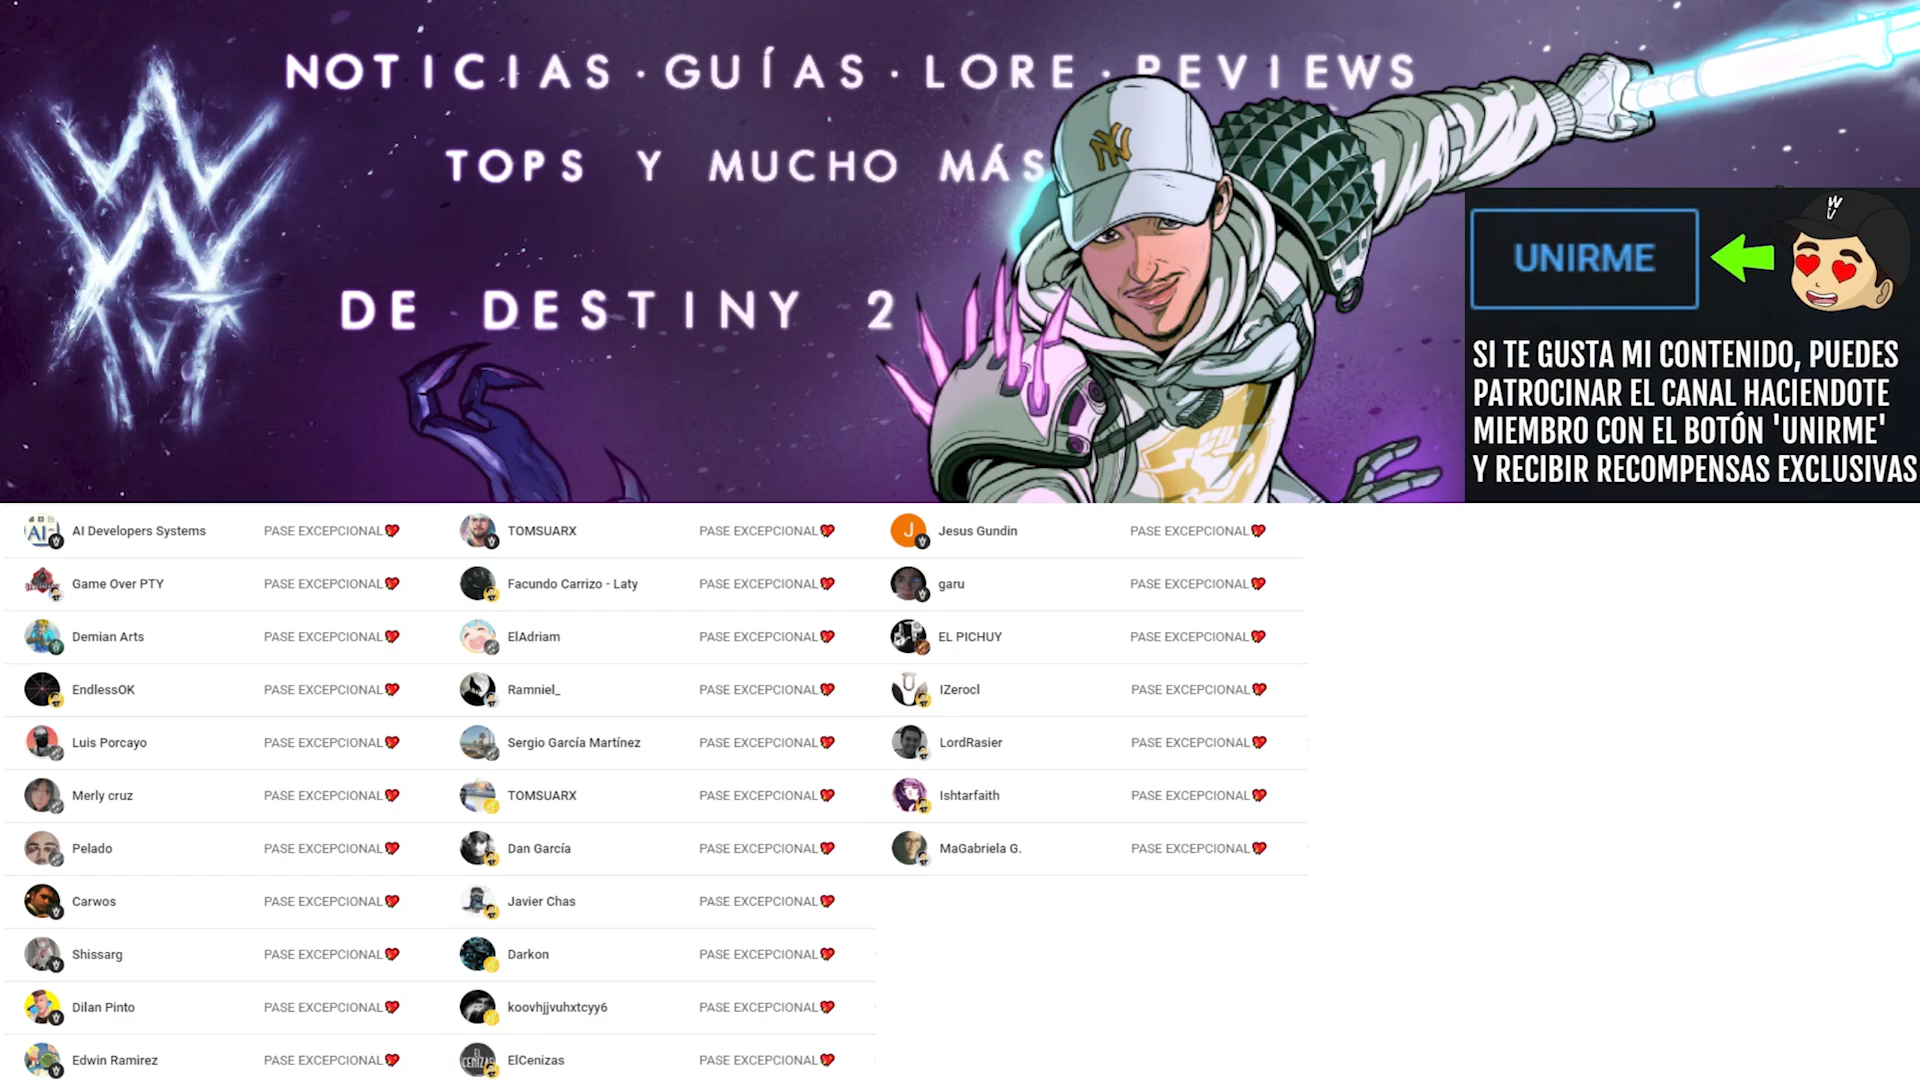 NOTICIAS · GUÍAS · LORE · REVIEWS
TOPS Y MUCHO MÁS
DE DESTINY 2
UNIRME
SI TE GUSTA MI CONTENIDO, PUEDES
PATROCINAR EL CANAL HACIENDOTE
MIEMBRO CON EL BOTÓN 'UNIRME'
Y RECIBIR RECOMPENSAS EXCLUSIVAS
AI Developers Systems PASE EXCEPCIONAL TOMSUARX PASE EXCEPCIONAL Jesus Gundin PASE EXCEPCIONAL
Game Over PTY PASE EXCEPCIONAL Facundo Carrizo - Laty PASE EXCEPCIONAL garu PASE EXCEPCIONAL
Demian Arts PASE EXCEPCIONAL ElAdriam PASE EXCEPCIONAL EL PICHUY PASE EXCEPCIONAL
EndlessOK PASE EXCEPCIONAL Ramniel_ PASE EXCEPCIONAL IZerocl PASE EXCEPCIONAL
Luis Porcayo PASE EXCEPCIONAL Sergio García Martínez PASE EXCEPCIONAL LordRasier PASE EXCEPCIONAL
Merly cruz PASE EXCEPCIONAL TOMSUARX PASE EXCEPCIONAL Ishtarfaith PASE EXCEPCIONAL
Pelado PASE EXCEPCIONAL Dan García PASE EXCEPCIONAL MaGabriela G. PASE EXCEPCIONAL
Carwos PASE EXCEPCIONAL Javier Chas PASE EXCEPCIONAL
Shissarg PASE EXCEPCIONAL Darkon PASE EXCEPCIONAL
Dilan Pinto PASE EXCEPCIONAL koovhjjvuhxtcyy6 PASE EXCEPCIONAL
Edwin Ramirez PASE EXCEPCIONAL ElCenizas PASE EXCEPCIONAL